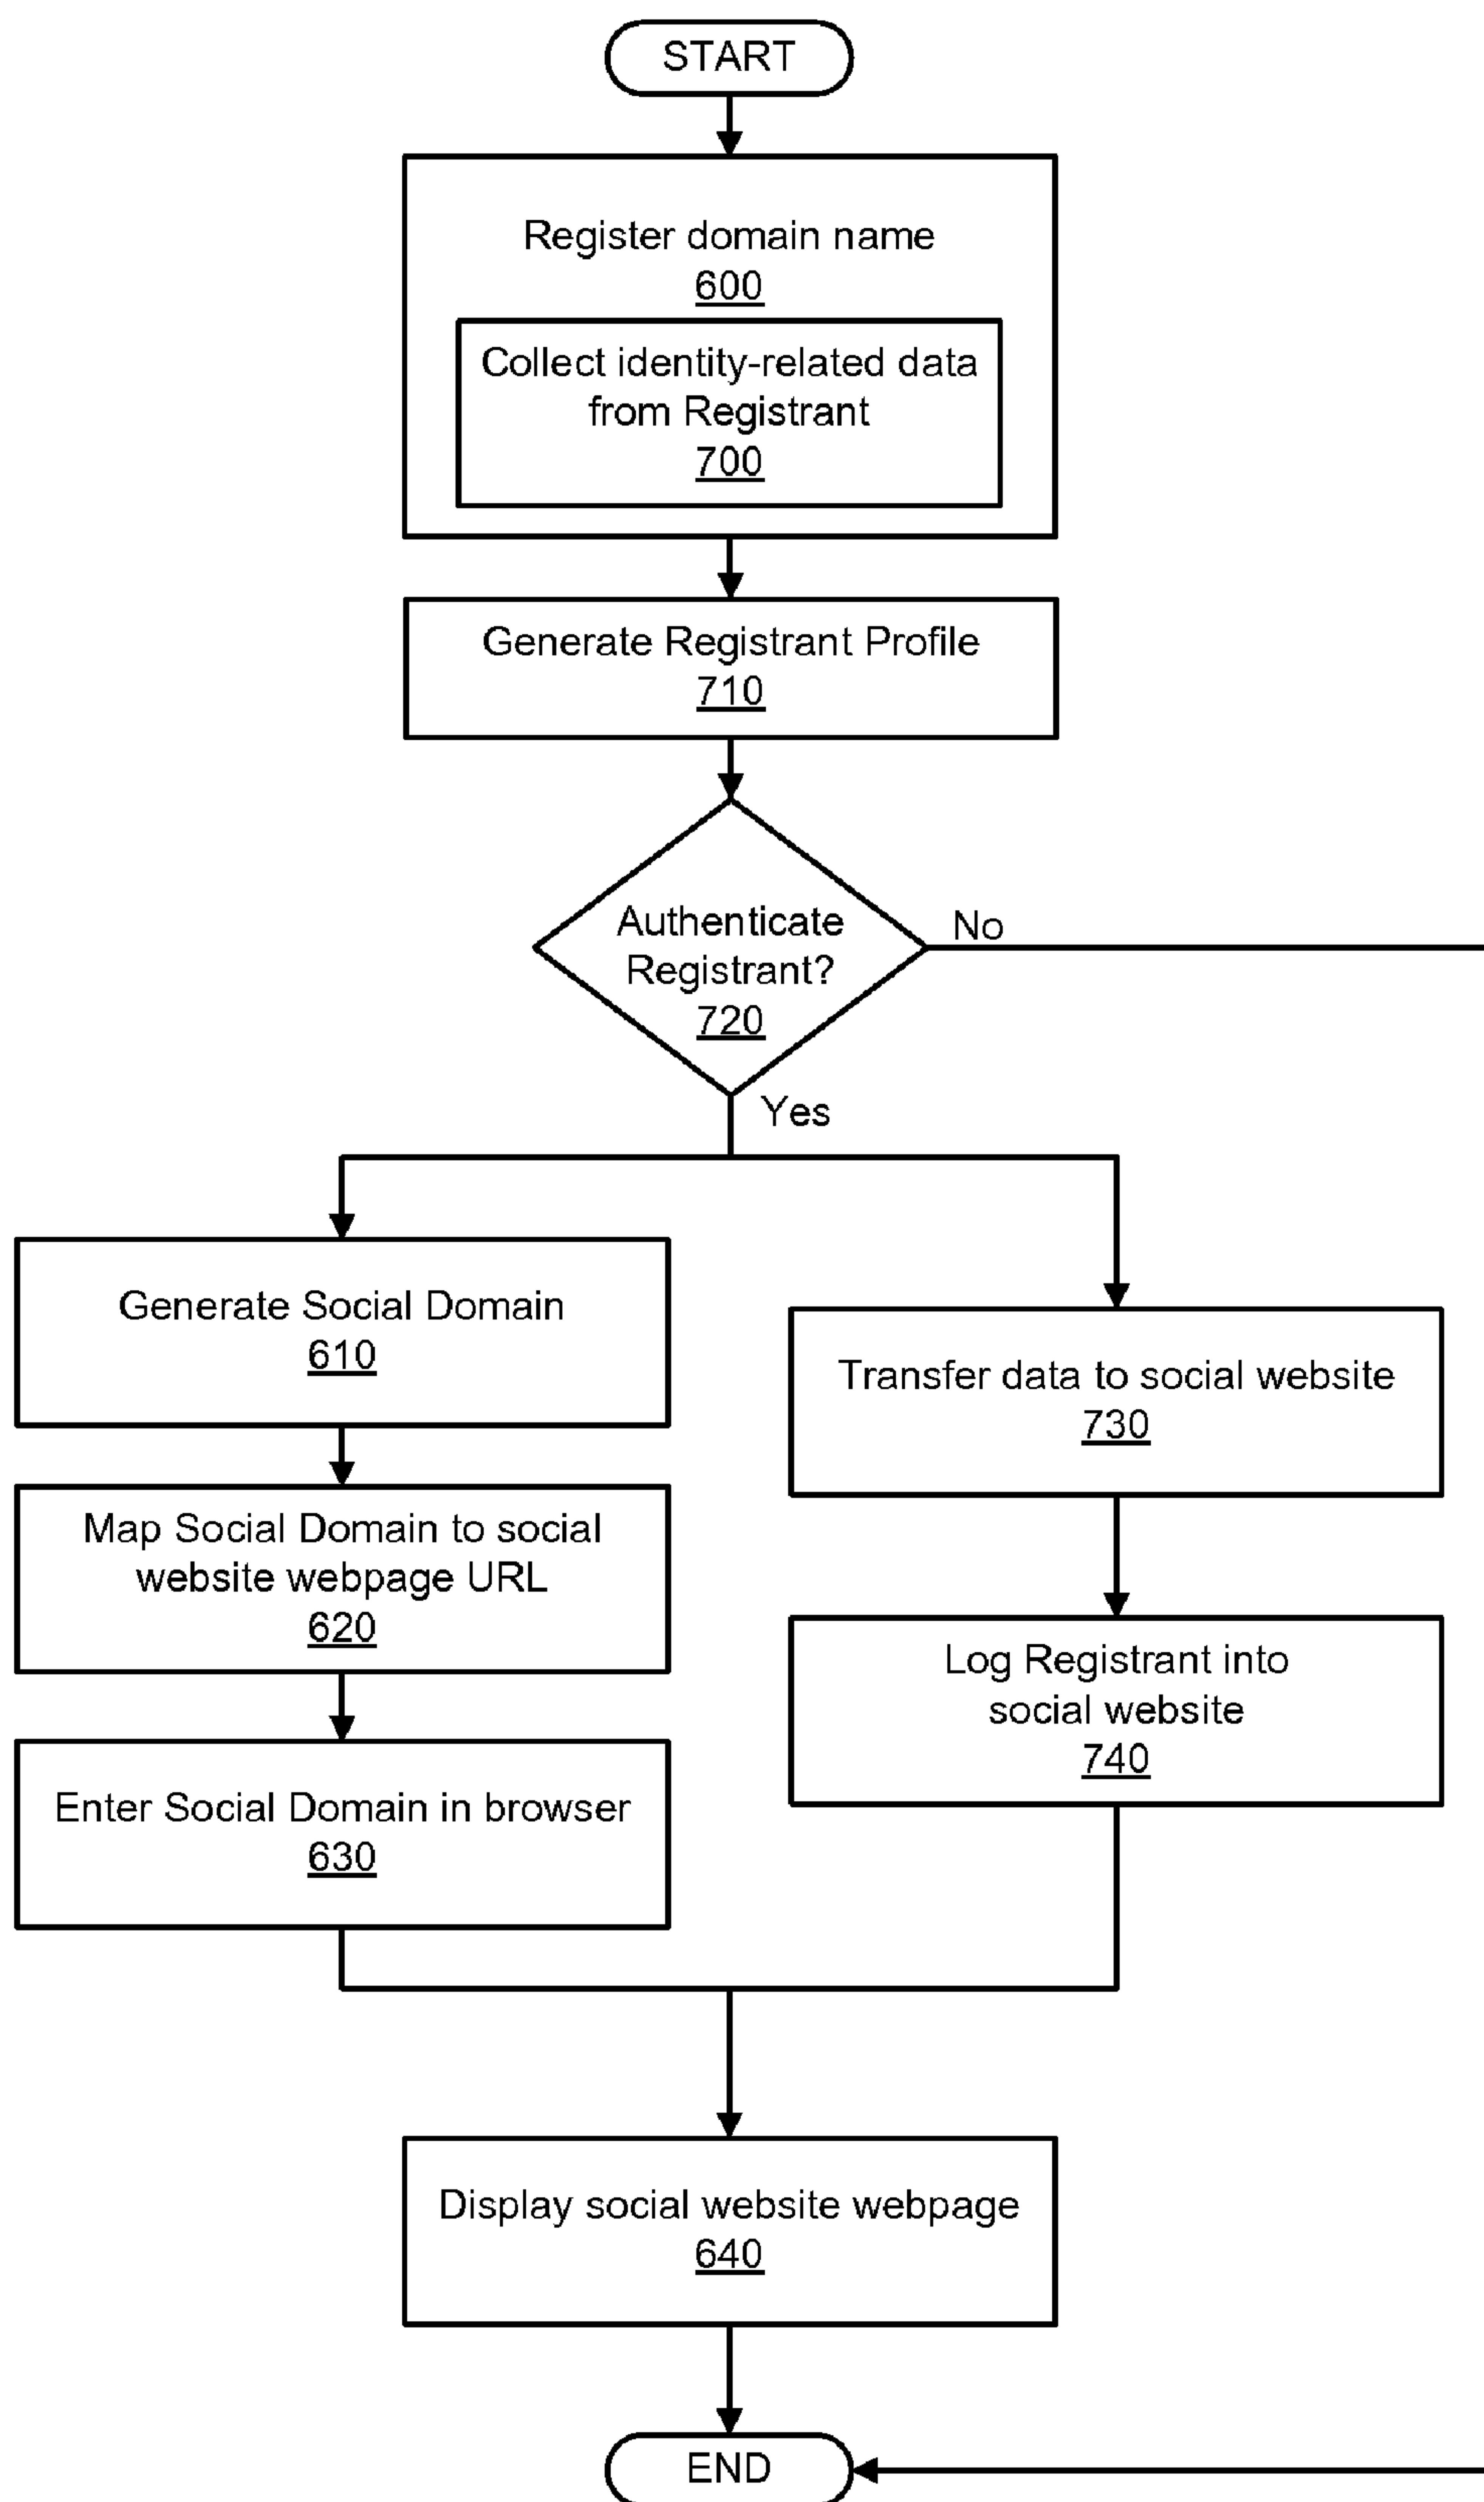 START
Register domain name
600
Collect identity-related data
from Registrant
700
Generate Registrant Profile
710
Authenticate
Registrant?
720
No
Yes
Generate Social Domain
610
Map Social Domain to social
website webpage URL
620
Enter Social Domain in browser
630
Transfer data to social website
730
Log Registrant into
social website
740
Display social website webpage
640
END